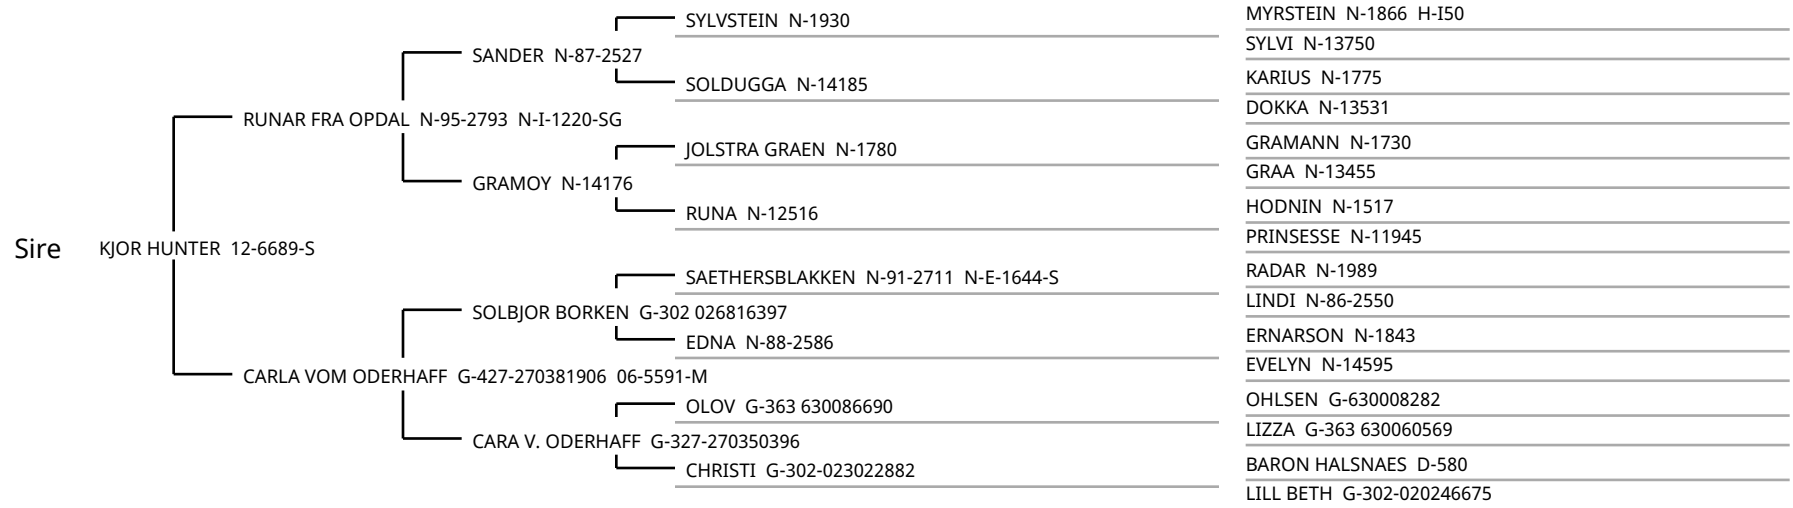 SYLVSTEIN N-1930
MYRSTEIN N-1866 H-I50
SYLVI N-13750
SANDER N-87-2527
SOLDUGGA N-14185
KARIUS N-1775
DOKKA N-13531
RUNAR FRA OPDAL N-95-2793 N-I-1220-SG
JOLSTRA GRAEN N-1780
GRAMANN N-1730
GRAA N-13455
GRAMOY N-14176
RUNA N-12516
HODNIN N-1517
PRINSESSE N-11945
Sire KJOR HUNTER 12-6689-S
SAETHERSBLAKKEN N-91-2711 N-E-1644-S
RADAR N-1989
LINDI N-86-2550
SOLBJOR BORKEN G-302 026816397
EDNA N-88-2586
ERNARSON N-1843
EVELYN N-14595
CARLA VOM ODERHAFF G-427-270381906 06-5591-M
OLOV G-363 630086690
OHLSEN G-630008282
LIZZA G-363 630060569
CARA V. ODERHAFF G-327-270350396
CHRISTI G-302-023022882
BARON HALSNAES D-580
LILL BETH G-302-020246675